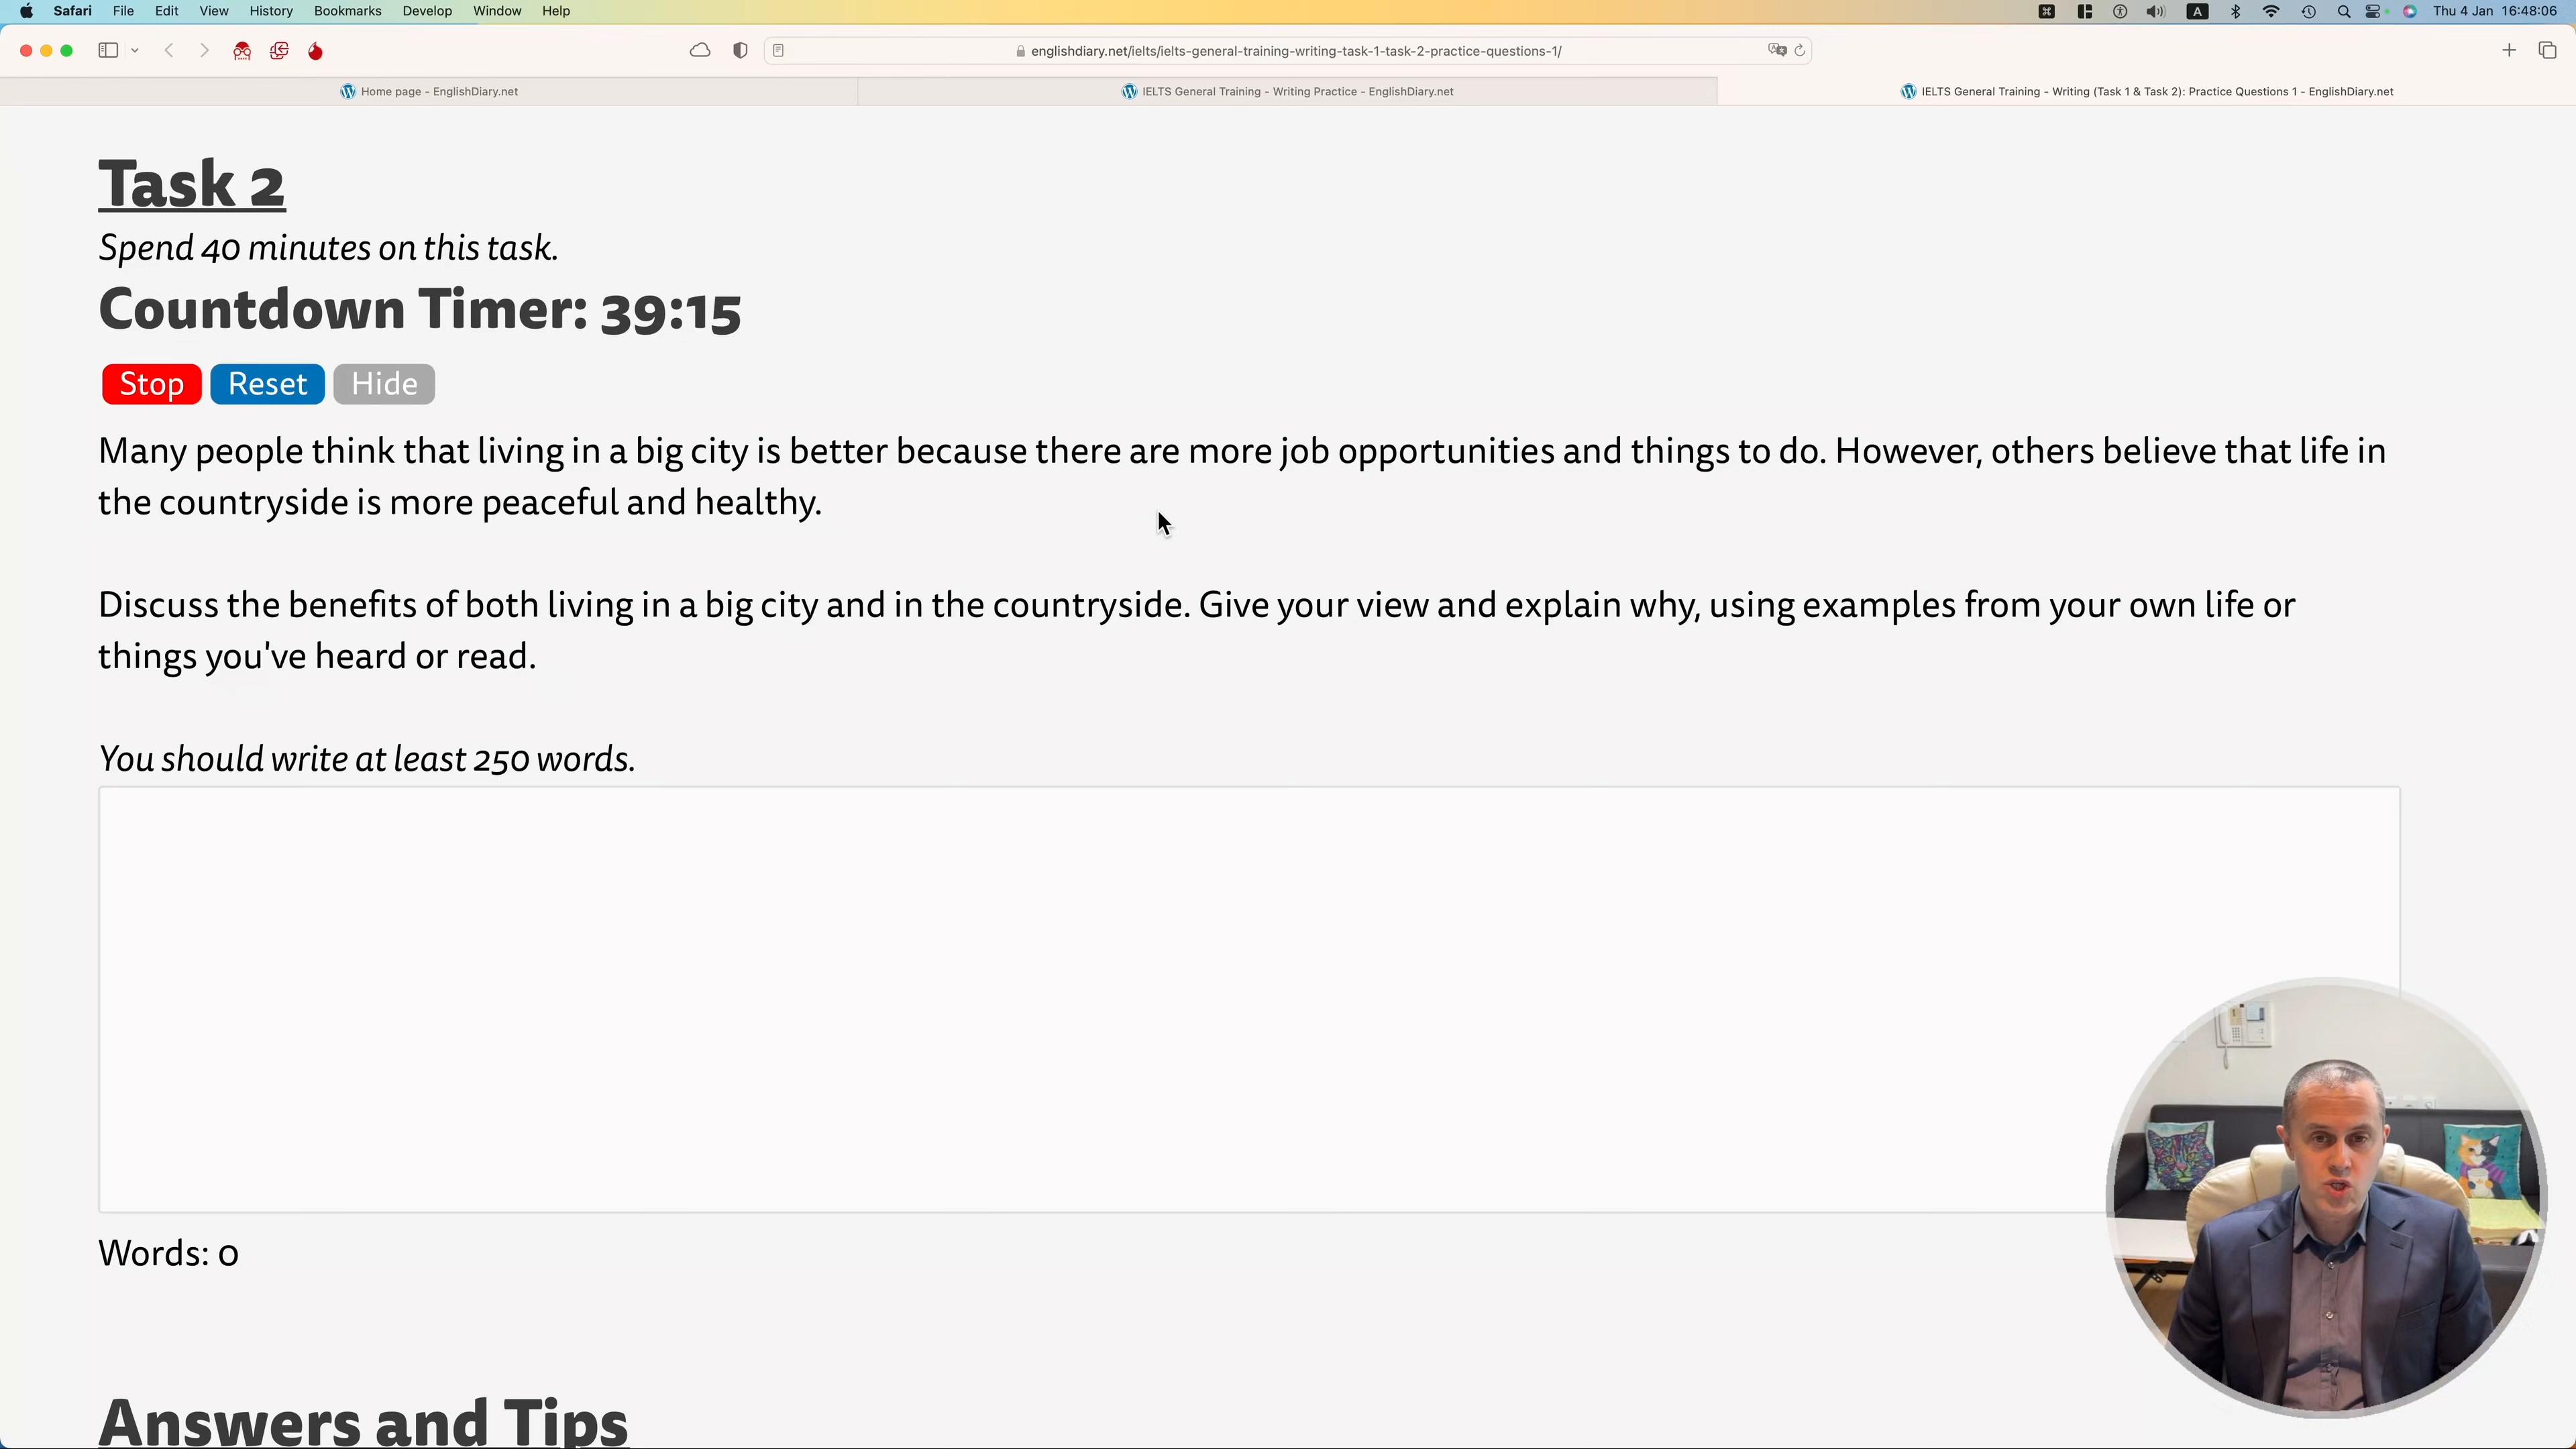 Safari File Edit View History Bookmarks Develop Window Help
A Thu 4 Jan 16:48:06
englishdiary.net/ielts/ielts-general-training-writing-task-1-task-2-practice-questions-1/
Home page - EnglishDiary.net
IELTS General Training - Writing Practice - EnglishDiary.net
IELTS General Training - Writing (Task 1 & Task 2): Practice Questions 1 - EnglishDiary.net
Task 2
Spend 40 minutes on this task.
Countdown Timer: 39:15
Stop Reset Hide
Many people think that living in a big city is better because there are more job opportunities and things to do. However, others believe that life in
the countryside is more peaceful and healthy.
Discuss the benefits of both living in a big city and in the countryside. Give your view and explain why, using examples from your own life or
things you've heard or read.
You should write at least 250 words.
Words: 0
Answers and Tips